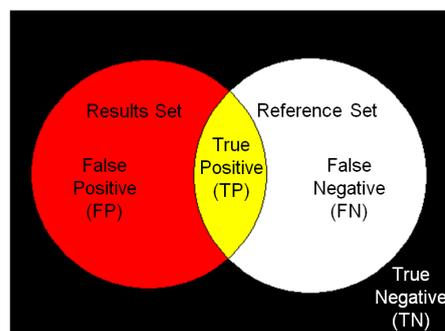 Results Set
Reference Set
False
Positive
(FP)
True
Positive
(TP)
False
Negative
(FN)
True
Negative
(TN)